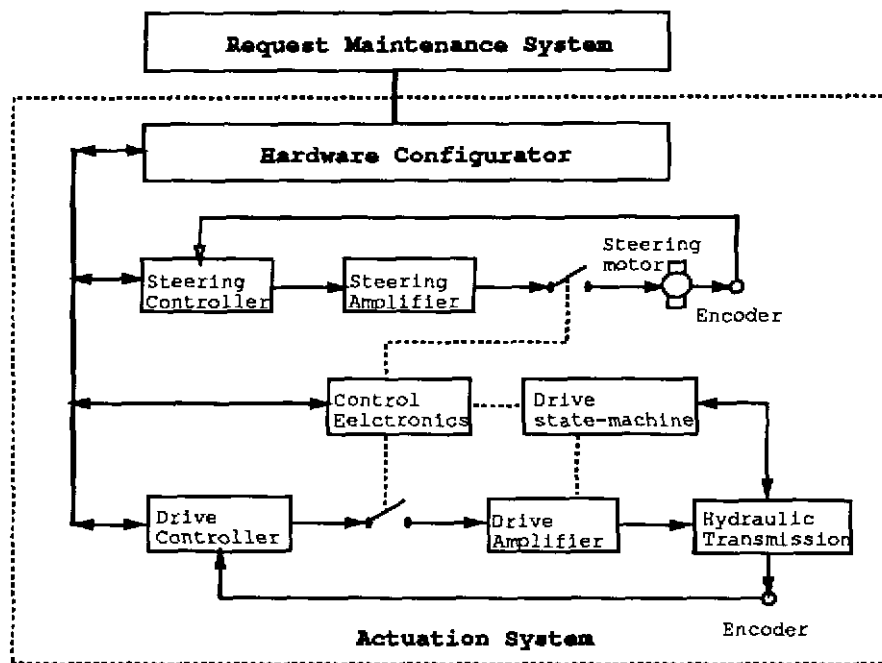 Request Maintenance System
Hardware Configurator
Steering
motor
Steering
Controller
Steering
Amplifier
Encoder
Control
Eelctronics
Drive
state-machine
Drive
Controller
Drive
Amplifier
Hydraulic
Transmission
Encoder
Actuation System